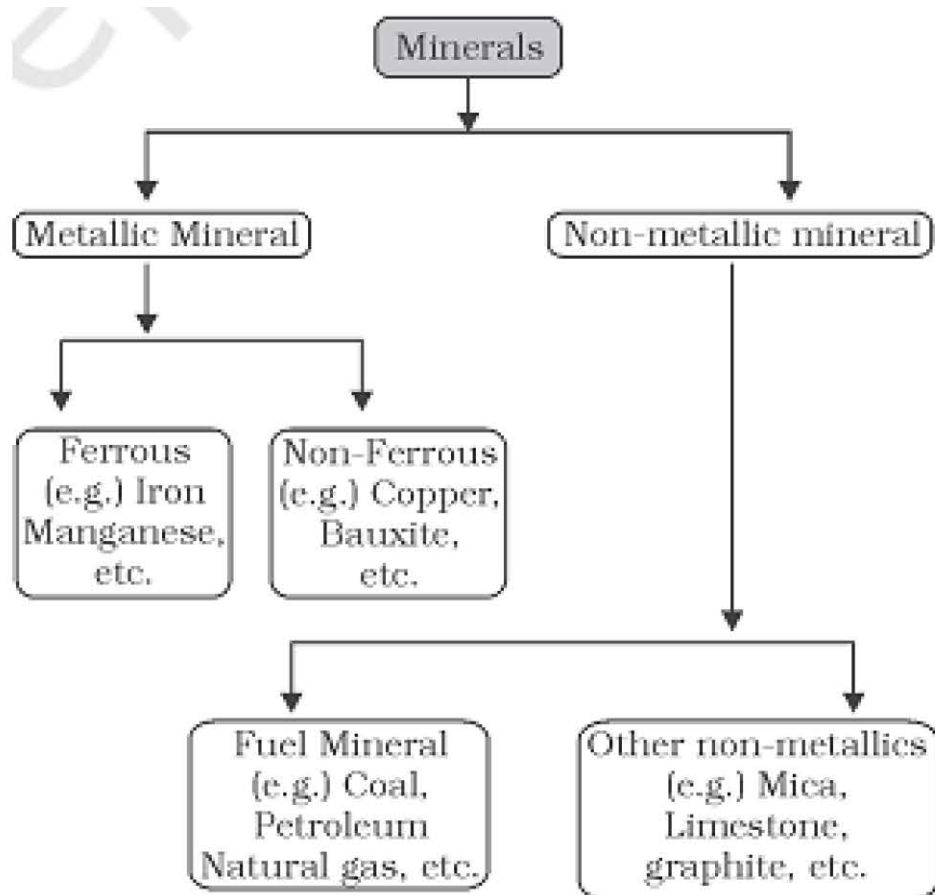 Minerals
Metallic Mineral
Non-metallic mineral
Ferrous
(e.g.) Iron
Manganese,
etc.
Non-Ferrous
(e.g.) Copper,
Bauxite,
etc.
Fuel Mineral
(e.g.) Coal,
Petroleum
Natural gas, etc.
Other non-metallics
(e.g.) Mica,
Limestone,
graphite, etc.